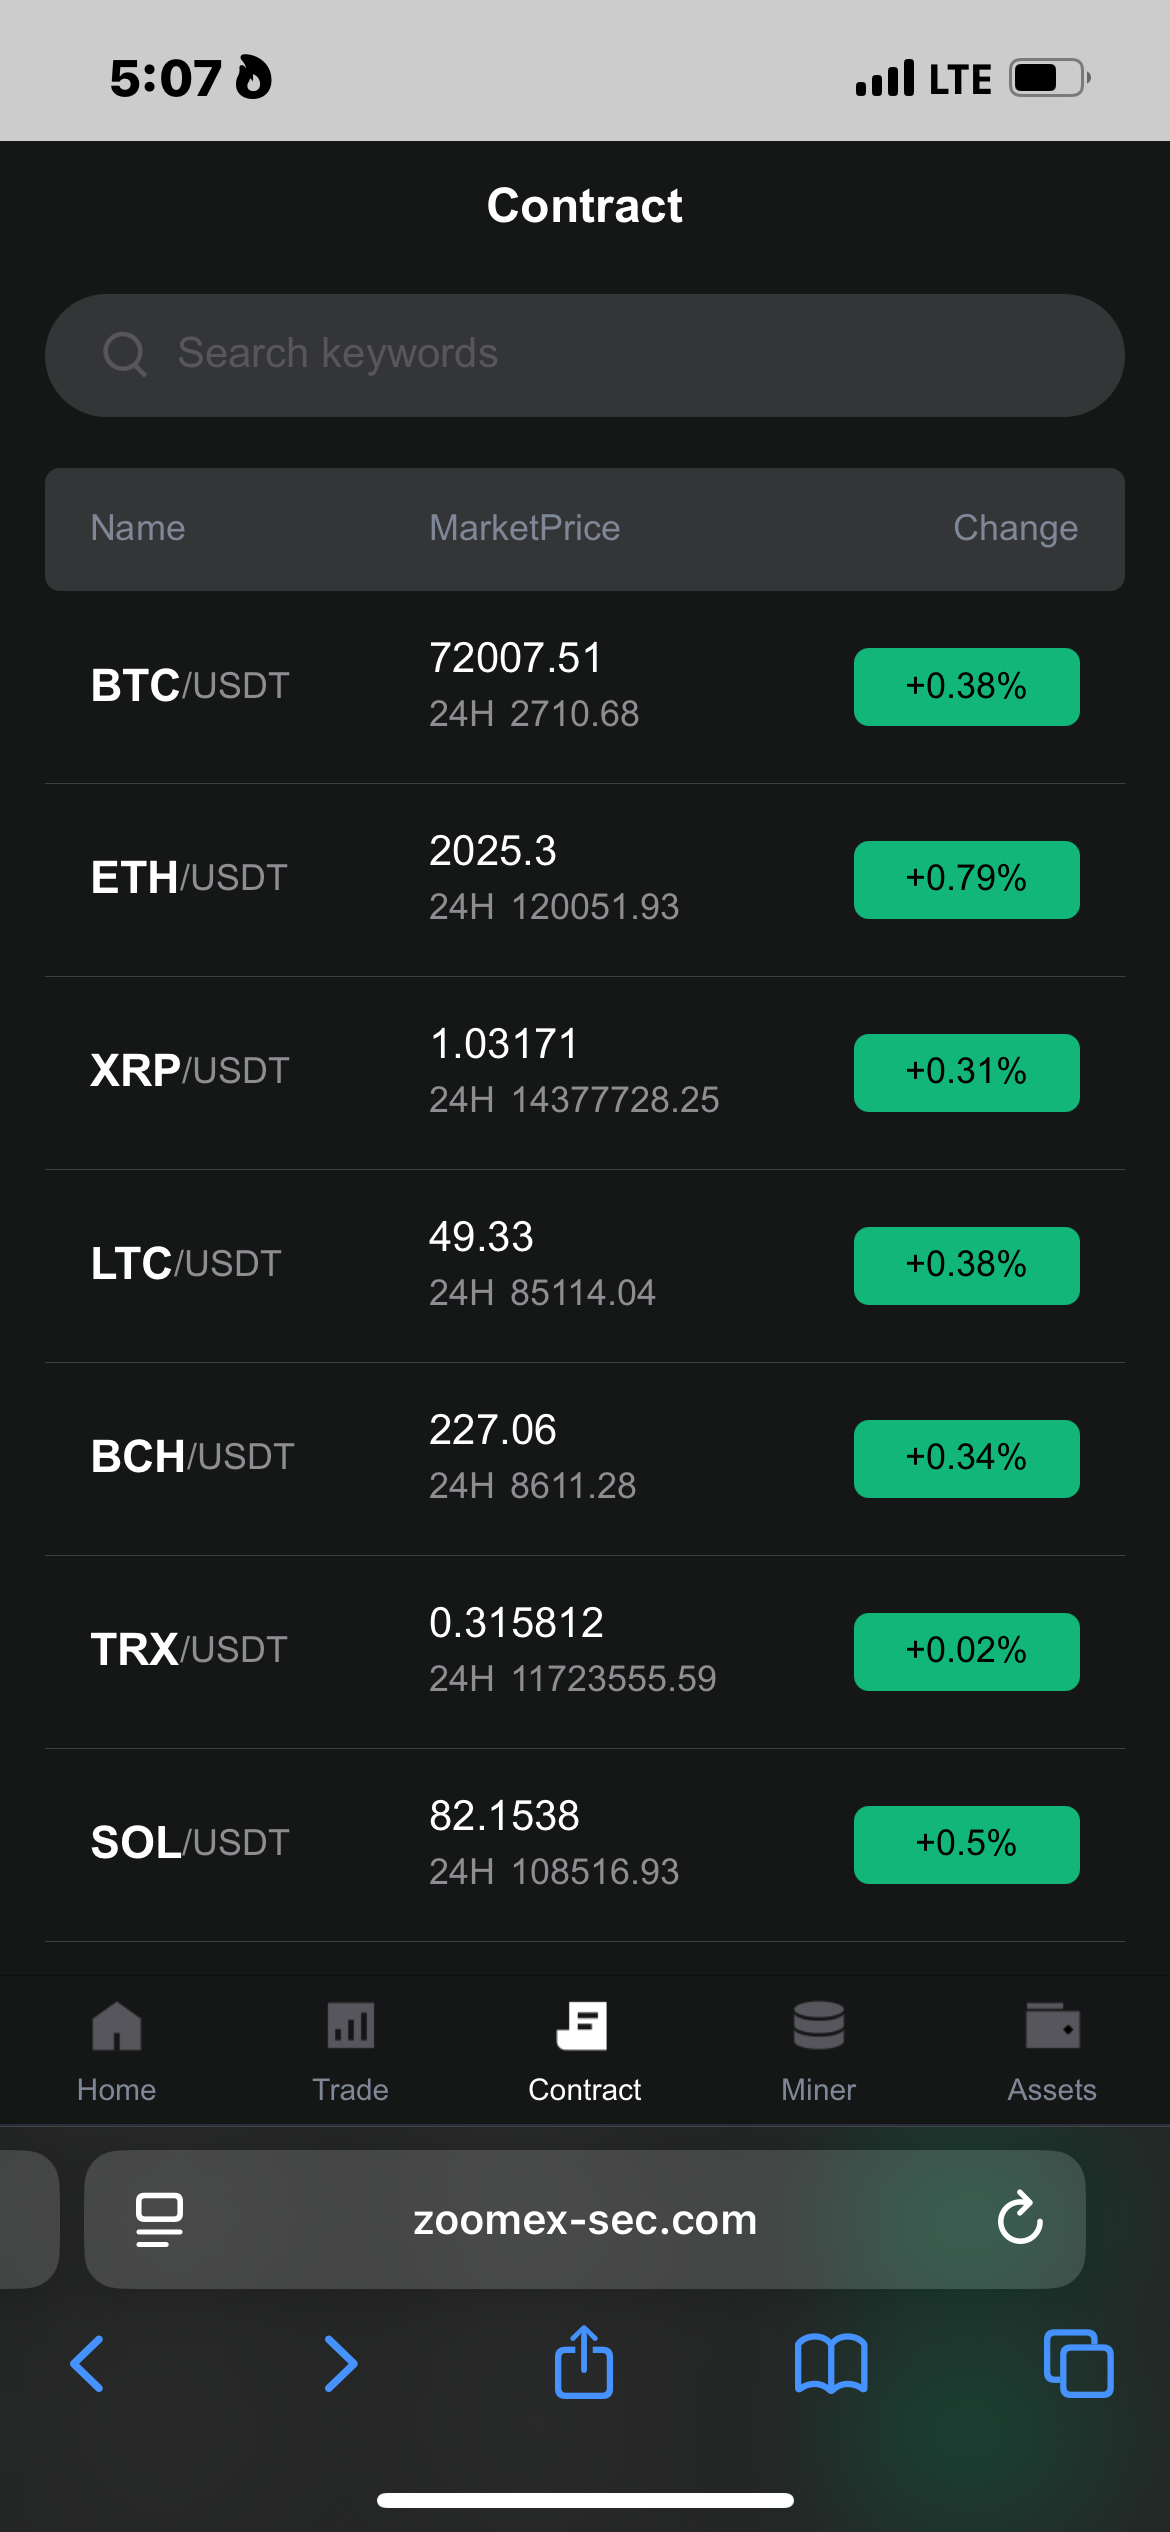 5:07 LTE
Contract
Search keywords
Name MarketPrice Change
72007.51
BTC/USDT +0.38%
24H 2710.68
2025.3
ETH/USDT +0.79%
24H 120051.93
1.03171
XRP/USDT +0.31%
24H 14377728.25
49.33
LTC/USDT +0.38%
24H 85114.04
227.06
BCH/USDT +0.34%
24H 8611.28
0.315812
TRX/USDT +0.02%
24H 11723555.59
82.1538
SOL/USDT +0.5%
24H 108516.93
Home Trade Contract Miner Assets
zoomex-sec.com